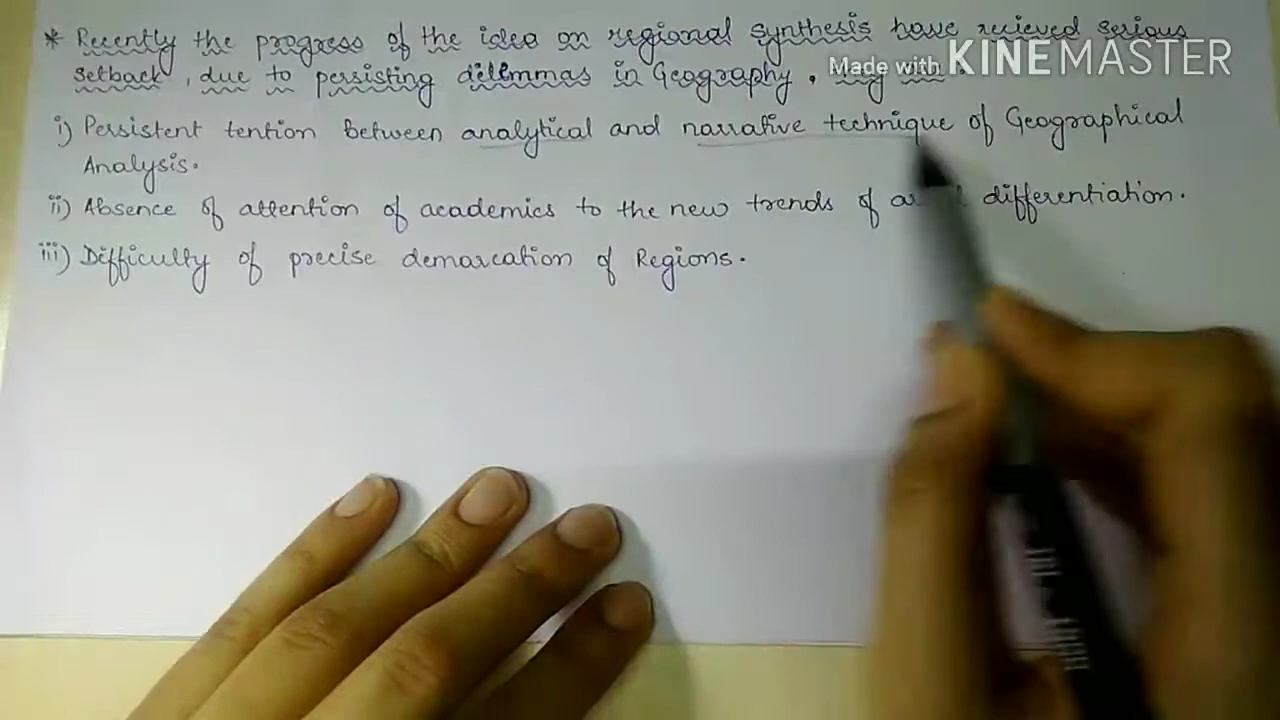 * Recently the progress of the idea on regional synthesis have recieved serious
setback, due to persisting dilemmas in Geography.
Made with KINEMASTER
i) Persistent tention between analytical and narrative technique of Geographical
Analysis.
ii) Absence of attention of academics to the new trends of differentiation.
iii) Difficulty of precise demarcation of Regions.